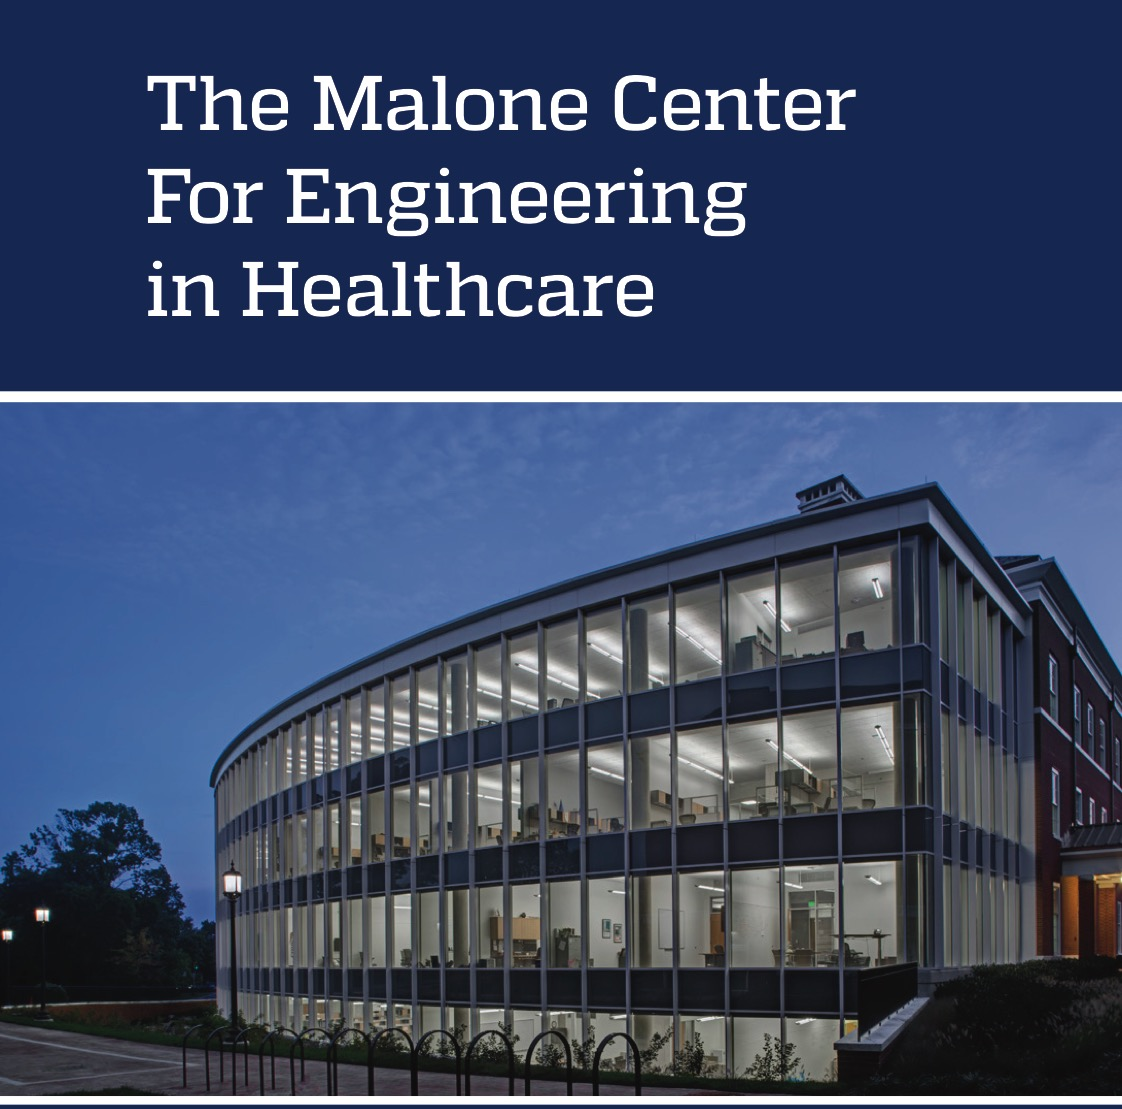 The Malone Center
For Engineering
in Healthcare